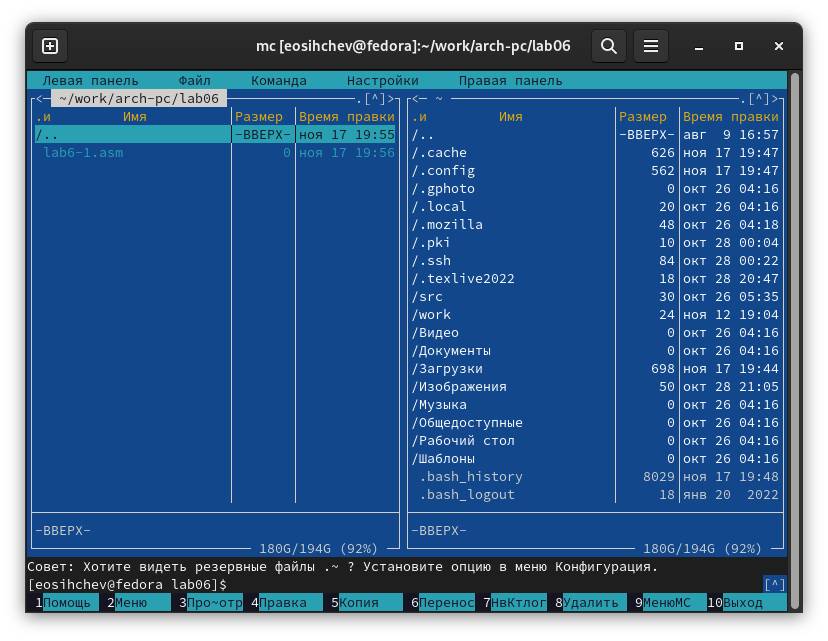 mc [eosihchev@fedora]:~/work/arch-pc/lab06
Левая панель Файл Команда Настройки Правая панель
<─ ~/work/arch-pc/lab06 .[^]> <─ ~ .[^]>
.и Имя Размер Время правки .и Имя Размер Время правки
/.. -ВВЕРХ- ноя 17 19:55 /.. -ВВЕРХ- авг 9 16:57
lab6-1.asm 0 ноя 17 19:56 /.cache 626 ноя 17 19:47
/.config 562 ноя 17 19:47
/.gphoto 0 окт 26 04:16
/.local 20 окт 26 04:16
/.mozilla 48 окт 26 04:18
/.pki 10 окт 28 00:04
/.ssh 84 окт 28 00:22
/.texlive2022 18 окт 28 20:47
/src 30 окт 26 05:35
/work 24 ноя 12 19:04
/Видео 0 окт 26 04:16
/Документы 0 окт 26 04:16
/Загрузки 698 ноя 17 19:44
/Изображения 50 окт 28 21:05
/Музыка 0 окт 26 04:16
/Общедоступные 0 окт 26 04:16
/Рабочий стол 0 окт 26 04:16
/Шаблоны 0 окт 26 04:16
.bash_history 8029 ноя 17 19:48
.bash_logout 18 янв 20 2022
-ВВЕРХ- -ВВЕРХ-
180G/194G (92%) 180G/194G (92%)
Совет: Хотите видеть резервные файлы .~ ? Установите опцию в меню Конфигурация.
[eosihchev@fedora lab06]$ [^]
1Помощь 2Меню 3Про~отр 4Правка 5Копия 6Перенос 7НвКтлог 8Удалить 9МенюMC 10Выход